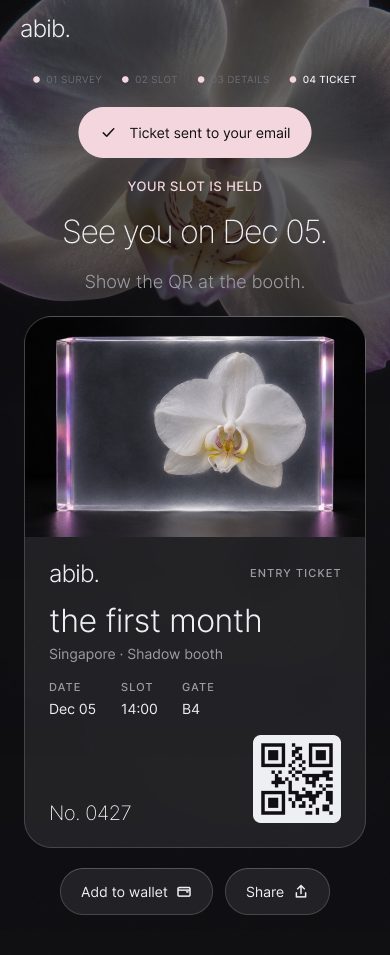 abib.
01 SURVEY 02 SLOT 03 DETAILS 04 TICKET
Ticket sent to your email
YOUR SLOT IS HELD
See you on Dec 05.
Show the QR at the booth.
abib. ENTRY TICKET
the first month
Singapore · Shadow booth
DATE SLOT GATE
Dec 05 14:00 B4
No. 0427
Add to wallet Share